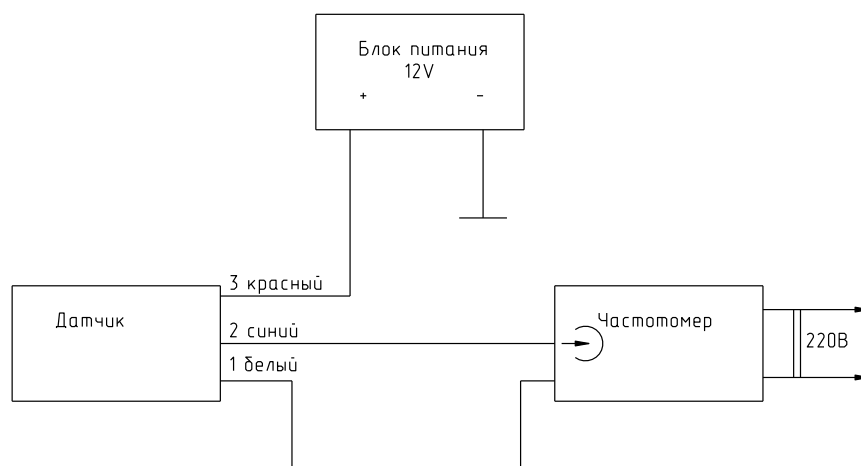 Блок питания
12V
+ -
3 красный
Датчик
2 синий
1 белый
Частотомер
220В